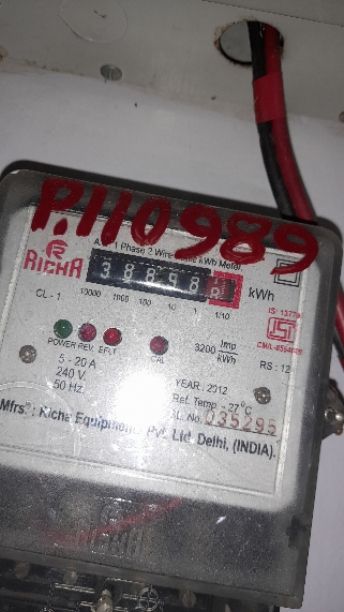 P.110989
1 Phase 2 Wire kWh Meter
RICHA
38898
kWh
CL - 1
10000 1000 100 10 1 1/10
IS: 13779
ISI
POWER REV. EFLT CAL
3200 Imp/kWh
RS : 12
5 - 20 A
240 V.
50 Hz.
YEAR : 2012
Ref. Temp. 27°C
SL. No. 035295
Mfrs. : Richa Equipments Pvt. Ltd. Delhi, (INDIA).